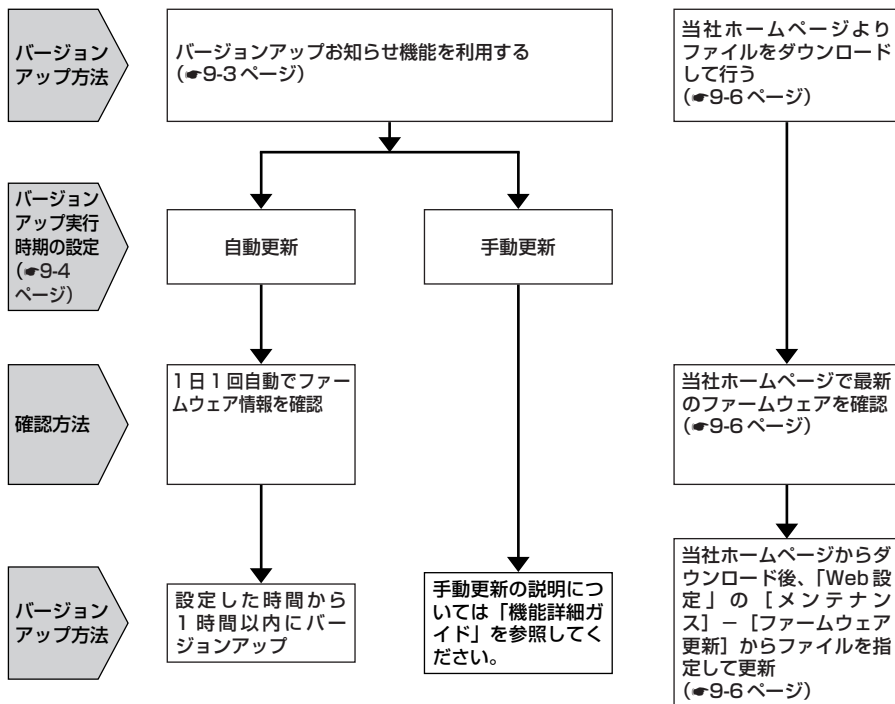 バージョン
アップ方法
バージョンアップお知らせ機能を利用する
(☛9-3ページ)
当社ホームページより
ファイルをダウンロード
して行う
(☛9-6ページ)
バージョン
アップ実行
時期の設定
(☛9-4
ページ)
自動更新
手動更新
確認方法
1日1回自動でファー
ムウェア情報を確認
当社ホームページで最新
のファームウェアを確認
(☛9-6ページ)
バージョン
アップ方法
設定した時間から
1時間以内にバー
ジョンアップ
手動更新の説明につ
いては「機能詳細ガ
イド」を参照してく
ださい。
当社ホームページからダ
ウンロード後、「Web設
定」の[メンテナン
ス]-[ファームウェア
更新]からファイルを指
定して更新
(☛9-6ページ)